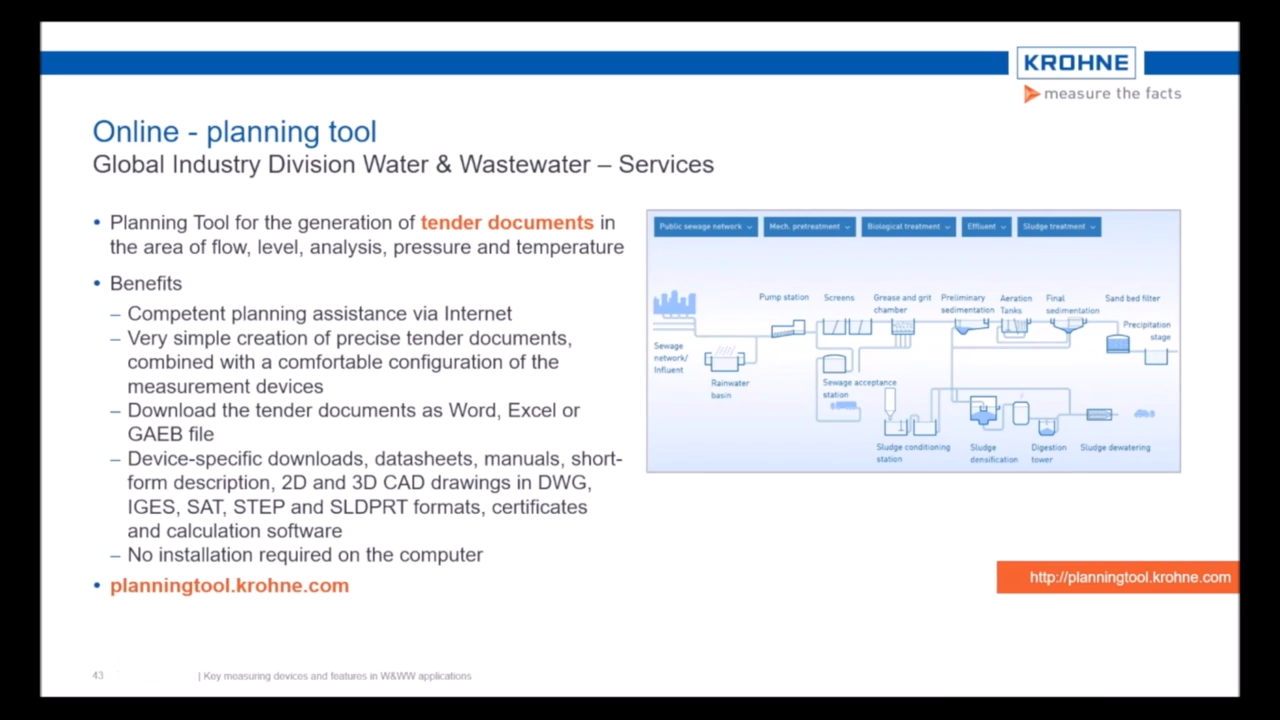 KROHNE
measure the facts
Online - planning tool
Global Industry Division Water & Wastewater – Services
• Planning Tool for the generation of tender documents in
the area of flow, level, analysis, pressure and temperature
• Benefits
– Competent planning assistance via Internet
– Very simple creation of precise tender documents,
combined with a comfortable configuration of the
measurement devices
– Download the tender documents as Word, Excel or
GAEB file
– Device-specific downloads, datasheets, manuals, short-
form description, 2D and 3D CAD drawings in DWG,
IGES, SAT, STEP and SLDPRT formats, certificates
and calculation software
– No installation required on the computer
• planningtool.krohne.com
Public sewage network
Mech. pretreatment
Biological treatment
Effluent
Sludge treatment
Pump station
Screens
Grease and grit
chamber
Preliminary
sedimentation
Aeration
Tanks
Final
sedimentation
Sand bed filter
Precipitation
stage
Sewage
network/
Influent
Rainwater
basin
Sewage acceptance
station
Sludge conditioning
station
Sludge
densification
Digestion
tower
Sludge dewatering
http://planningtool.krohne.com
43
| Key measuring devices and features in W&WW applications